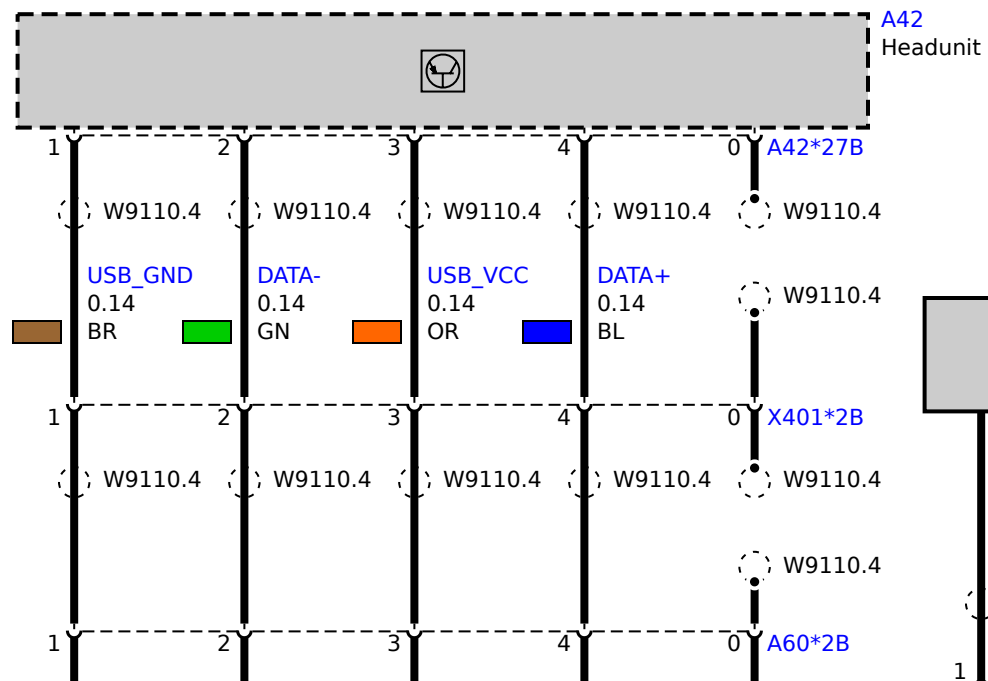 A42
Headunit
1 2 3 4 0 A42*27B
W9110.4 W9110.4 W9110.4 W9110.4 W9110.4
USB_GND DATA- USB_VCC DATA+
W9110.4
0.14 0.14 0.14 0.14
BR GN OR BL
1 2 3 4 0 X401*2B
W9110.4 W9110.4 W9110.4 W9110.4 W9110.4
W9110.4
1 2 3 4 0 A60*2B
1